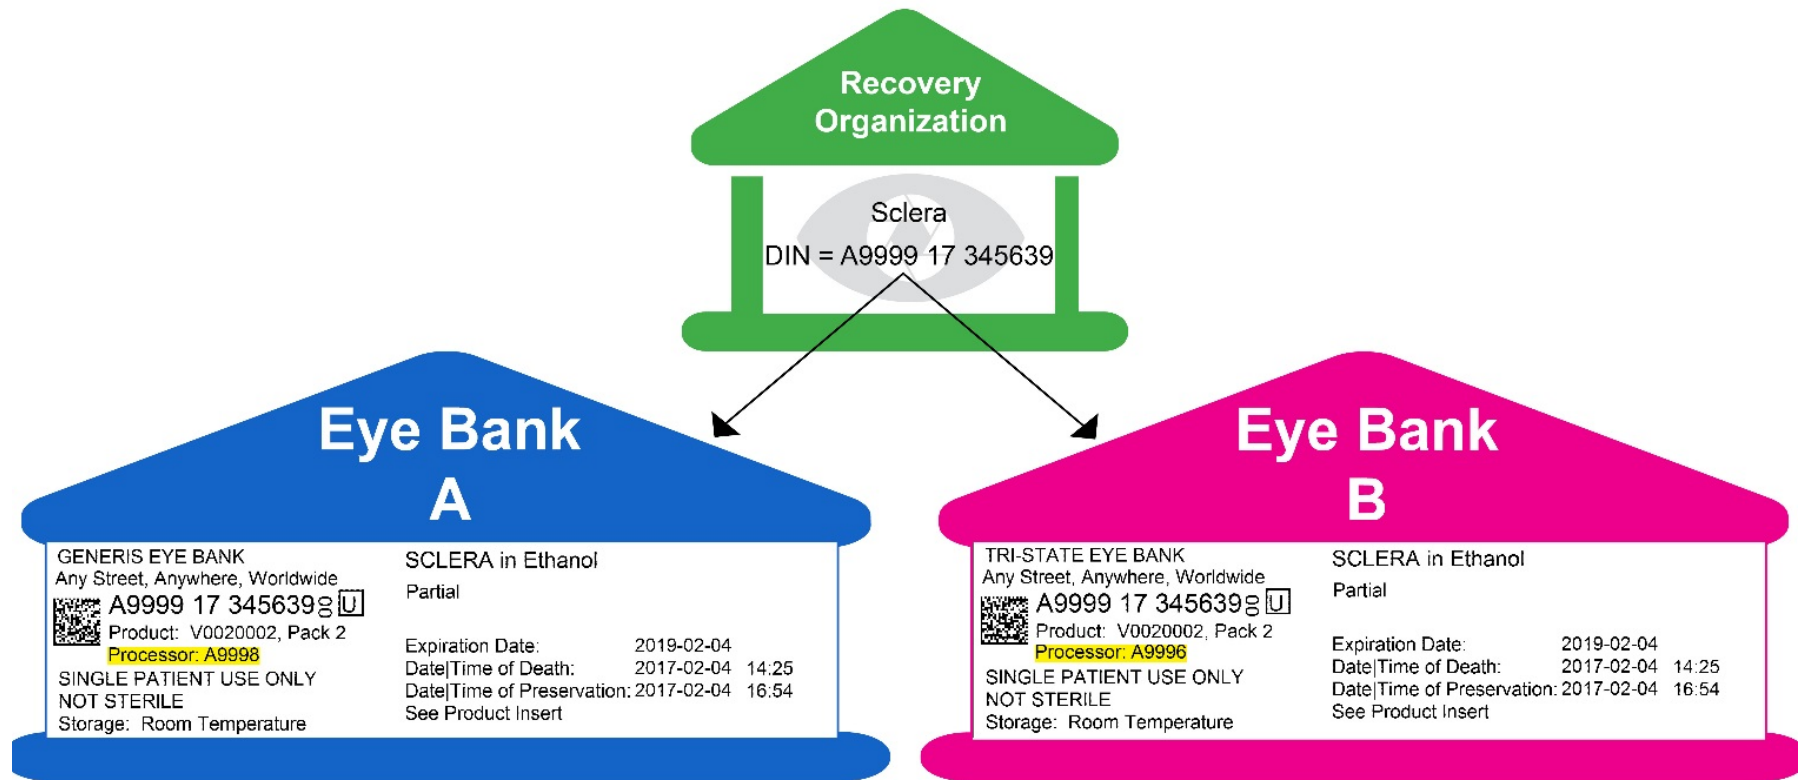 Recovery
Organization
Sclera
DIN = A9999 17 345639
Eye Bank
A
GENERIS EYE BANK
Any Street, Anywhere, Worldwide
A9999 17 345639 00 U
Product: V0020002, Pack 2
Processor: A9998
SINGLE PATIENT USE ONLY
NOT STERILE
Storage: Room Temperature
SCLERA in Ethanol
Partial
Expiration Date: 2019-02-04
Date|Time of Death: 2017-02-04 14:25
Date|Time of Preservation: 2017-02-04 16:54
See Product Insert
Eye Bank
B
TRI-STATE EYE BANK
Any Street, Anywhere, Worldwide
A9999 17 345639 00 U
Product: V0020002, Pack 2
Processor: A9996
SINGLE PATIENT USE ONLY
NOT STERILE
Storage: Room Temperature
SCLERA in Ethanol
Partial
Expiration Date: 2019-02-04
Date|Time of Death: 2017-02-04 14:25
Date|Time of Preservation: 2017-02-04 16:54
See Product Insert